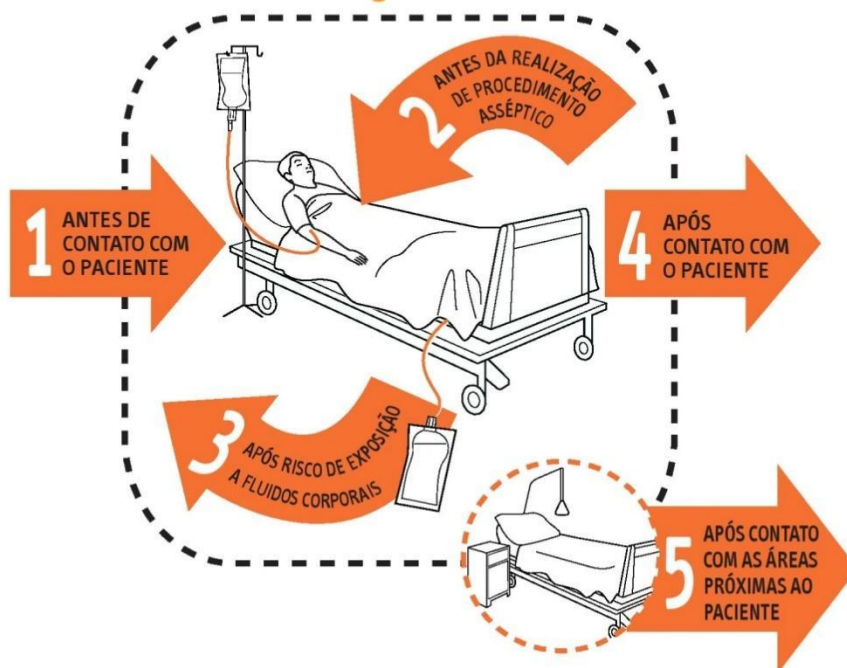 1 ANTES DE
CONTATO COM
O PACIENTE
2 ANTES DA REALIZAÇÃO
DE PROCEDIMENTO
ASSÉPTICO
3 APÓS RISCO DE EXPOSIÇÃO
A FLUIDOS CORPORAIS
4 APÓS
CONTATO COM
O PACIENTE
5 APÓS CONTATO
COM AS ÁREAS
PRÓXIMAS AO
PACIENTE